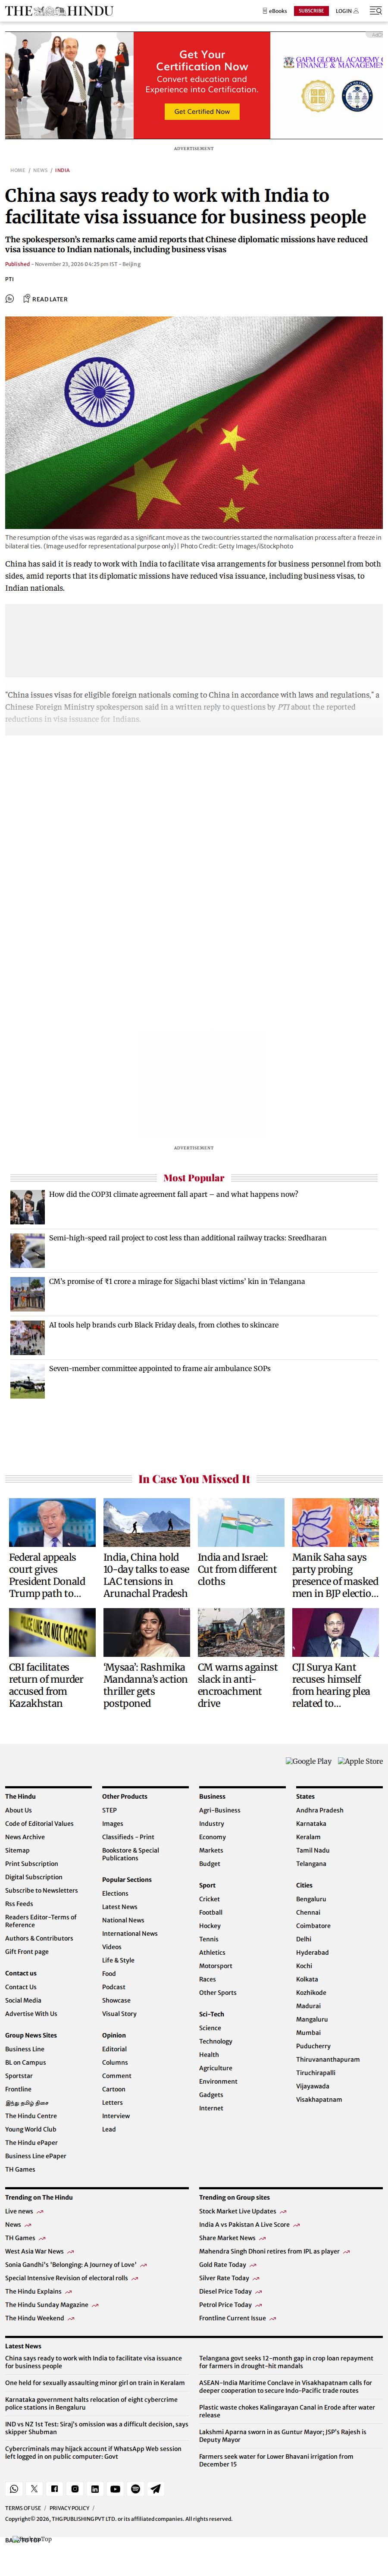 THE HINDU
eBooks
SUBSCRIBE
LOGIN
Get Your
Certification Now
Convert education and
Experience into Certification.
Get Certified Now
GAFM GLOBAL ACADEMY
FINANCE & MANAGEMEN
ADVERTISEMENT
HOME / NEWS / INDIA
China says ready to work with India to
facilitate visa issuance for business people
The spokesperson’s remarks came amid reports that Chinese diplomatic missions have reduced
visa issuance to Indian nationals, including business visas
Published - November 23, 2026 04:25 pm IST - Beijing
PTI
READ LATER
The resumption of the visas was regarded as a significant move as the two countries started the normalisation process after a freeze in
bilateral ties. (Image used for representational purpose only) | Photo Credit: Getty Images/iStockphoto
China has said it is ready to work with India to facilitate visa arrangements for business personnel from both
sides, amid reports that its diplomatic missions have reduced visa issuance, including business visas, to
Indian nationals.
"China issues visas for eligible foreign nationals coming to China in accordance with laws and regulations," a
Chinese Foreign Ministry spokesperson said in a written reply to questions by PTI about the reported
reductions in visa issuance for Indians.
ADVERTISEMENT
Most Popular
How did the COP31 climate agreement fall apart – and what happens now?
Semi-high-speed rail project to cost less than additional railway tracks: Sreedharan
CM’s promise of ₹1 crore a mirage for Sigachi blast victims’ kin in Telangana
AI tools help brands curb Black Friday deals, from clothes to skincare
Seven-member committee appointed to frame air ambulance SOPs
In Case You Missed It
Federal appeals
court gives
President Donald
Trump path to…
India, China hold
10-day talks to ease
LAC tensions in
Arunachal Pradesh
India and Israel:
Cut from different
cloths
Manik Saha says
party probing
presence of masked
men in BJP electio…
POLICE LINE DO NOT CROSS
CBI facilitates
return of murder
accused from
Kazakhstan
‘Mysaa’: Rashmika
Mandanna’s action
thriller gets
postponed
CM warns against
slack in anti-
encroachment
drive
CJI Surya Kant
recuses himself
from hearing plea
related to…
Google Play
Apple Store
The Hindu
About Us
Code of Editorial Values
News Archive
Sitemap
Print Subscription
Digital Subscription
Subscribe to Newsletters
Rss Feeds
Readers Editor-Terms of
Reference
Authors & Contributors
Gift Front page
Contact us
Contact Us
Social Media
Advertise With Us
Group News Sites
Business Line
BL on Campus
Sportstar
Frontline
இந்து தமிழ் திசை
The Hindu Centre
Young World Club
The Hindu ePaper
Business Line ePaper
TH Games
Other Products
STEP
Images
Classifieds - Print
Bookstore & Special
Publications
Popular Sections
Elections
Latest News
National News
International News
Videos
Life & Style
Food
Podcast
Showcase
Visual Story
Opinion
Editorial
Columns
Comment
Cartoon
Letters
Interview
Lead
Business
Agri-Business
Industry
Economy
Markets
Budget
Sport
Cricket
Football
Hockey
Tennis
Athletics
Motorsport
Races
Other Sports
Sci-Tech
Science
Technology
Health
Agriculture
Environment
Gadgets
Internet
States
Andhra Pradesh
Karnataka
Keralam
Tamil Nadu
Telangana
Cities
Bengaluru
Chennai
Coimbatore
Delhi
Hyderabad
Kochi
Kolkata
Kozhikode
Madurai
Mangaluru
Mumbai
Puducherry
Thiruvananthapuram
Tiruchirapalli
Vijayawada
Visakhapatnam
Trending on The Hindu
Live news
News
TH Games
West Asia War News
Sonia Gandhi's 'Belonging: A Journey of Love'
Special Intensive Revision of electoral rolls
The Hindu Explains
The Hindu Sunday Magazine
The Hindu Weekend
Trending on Group sites
Stock Market Live Updates
India A vs Pakistan A Live Score
Share Market News
Mahendra Singh Dhoni retires from IPL as player
Gold Rate Today
Silver Rate Today
Diesel Price Today
Petrol Price Today
Frontline Current Issue
Latest News
China says ready to work with India to facilitate visa issuance
for business people
One held for sexually assaulting minor girl on train in Keralam
Karnataka government halts relocation of eight cybercrime
police stations in Bengaluru
IND vs NZ 1st Test: Siraj’s omission was a difficult decision, says
skipper Shubman
Cybercriminals may hijack account if WhatsApp Web session
left logged in on public computer: Govt
Telangana govt seeks 12-month gap in crop loan repayment
for farmers in drought-hit mandals
ASEAN-India Maritime Conclave in Visakhapatnam calls for
deeper cooperation to secure Indo-Pacific trade routes
Plastic waste chokes Kalingarayan Canal in Erode after water
release
Lakshmi Aparna sworn in as Guntur Mayor; JSP’s Rajesh is
Deputy Mayor
Farmers seek water for Lower Bhavani irrigation from
December 15
TERMS OF USE / PRIVACY POLICY /
Copyright© 2026, THG PUBLISHING PVT LTD. or its affiliated companies. All rights reserved.
BACK TO TOP